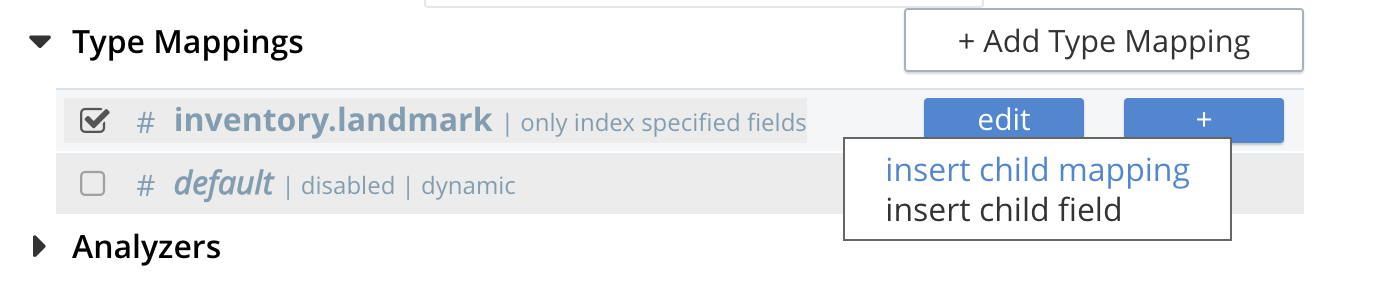 Type Mappings
+ Add Type Mapping
# inventory.landmark | only index specified fields
edit
+
insert child mapping
insert child field
# default | disabled | dynamic
Analyzers